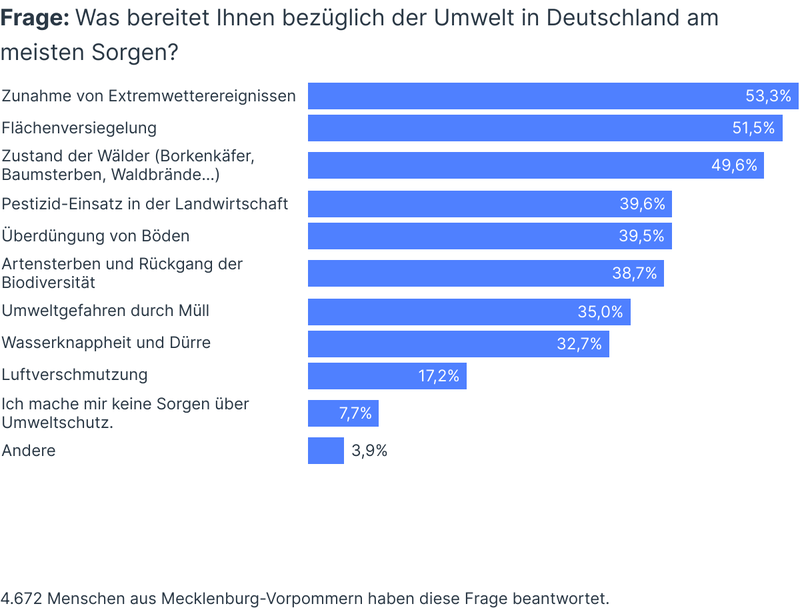 Frage: Was bereitet Ihnen bezüglich der Umwelt in Deutschland am
meisten Sorgen?
Zunahme von Extremwetterereignissen 53,3%
Flächenversiegelung 51,5%
Zustand der Wälder (Borkenkäfer,
Baumsterben, Waldbrände...) 49,6%
Pestizid-Einsatz in der Landwirtschaft 39,6%
Überdüngung von Böden 39,5%
Artensterben und Rückgang der
Biodiversität 38,7%
Umweltgefahren durch Müll 35,0%
Wasserknappheit und Dürre 32,7%
Luftverschmutzung 17,2%
Ich mache mir keine Sorgen über
Umweltschutz. 7,7%
Andere 3,9%
4.672 Menschen aus Mecklenburg-Vorpommern haben diese Frage beantwortet.